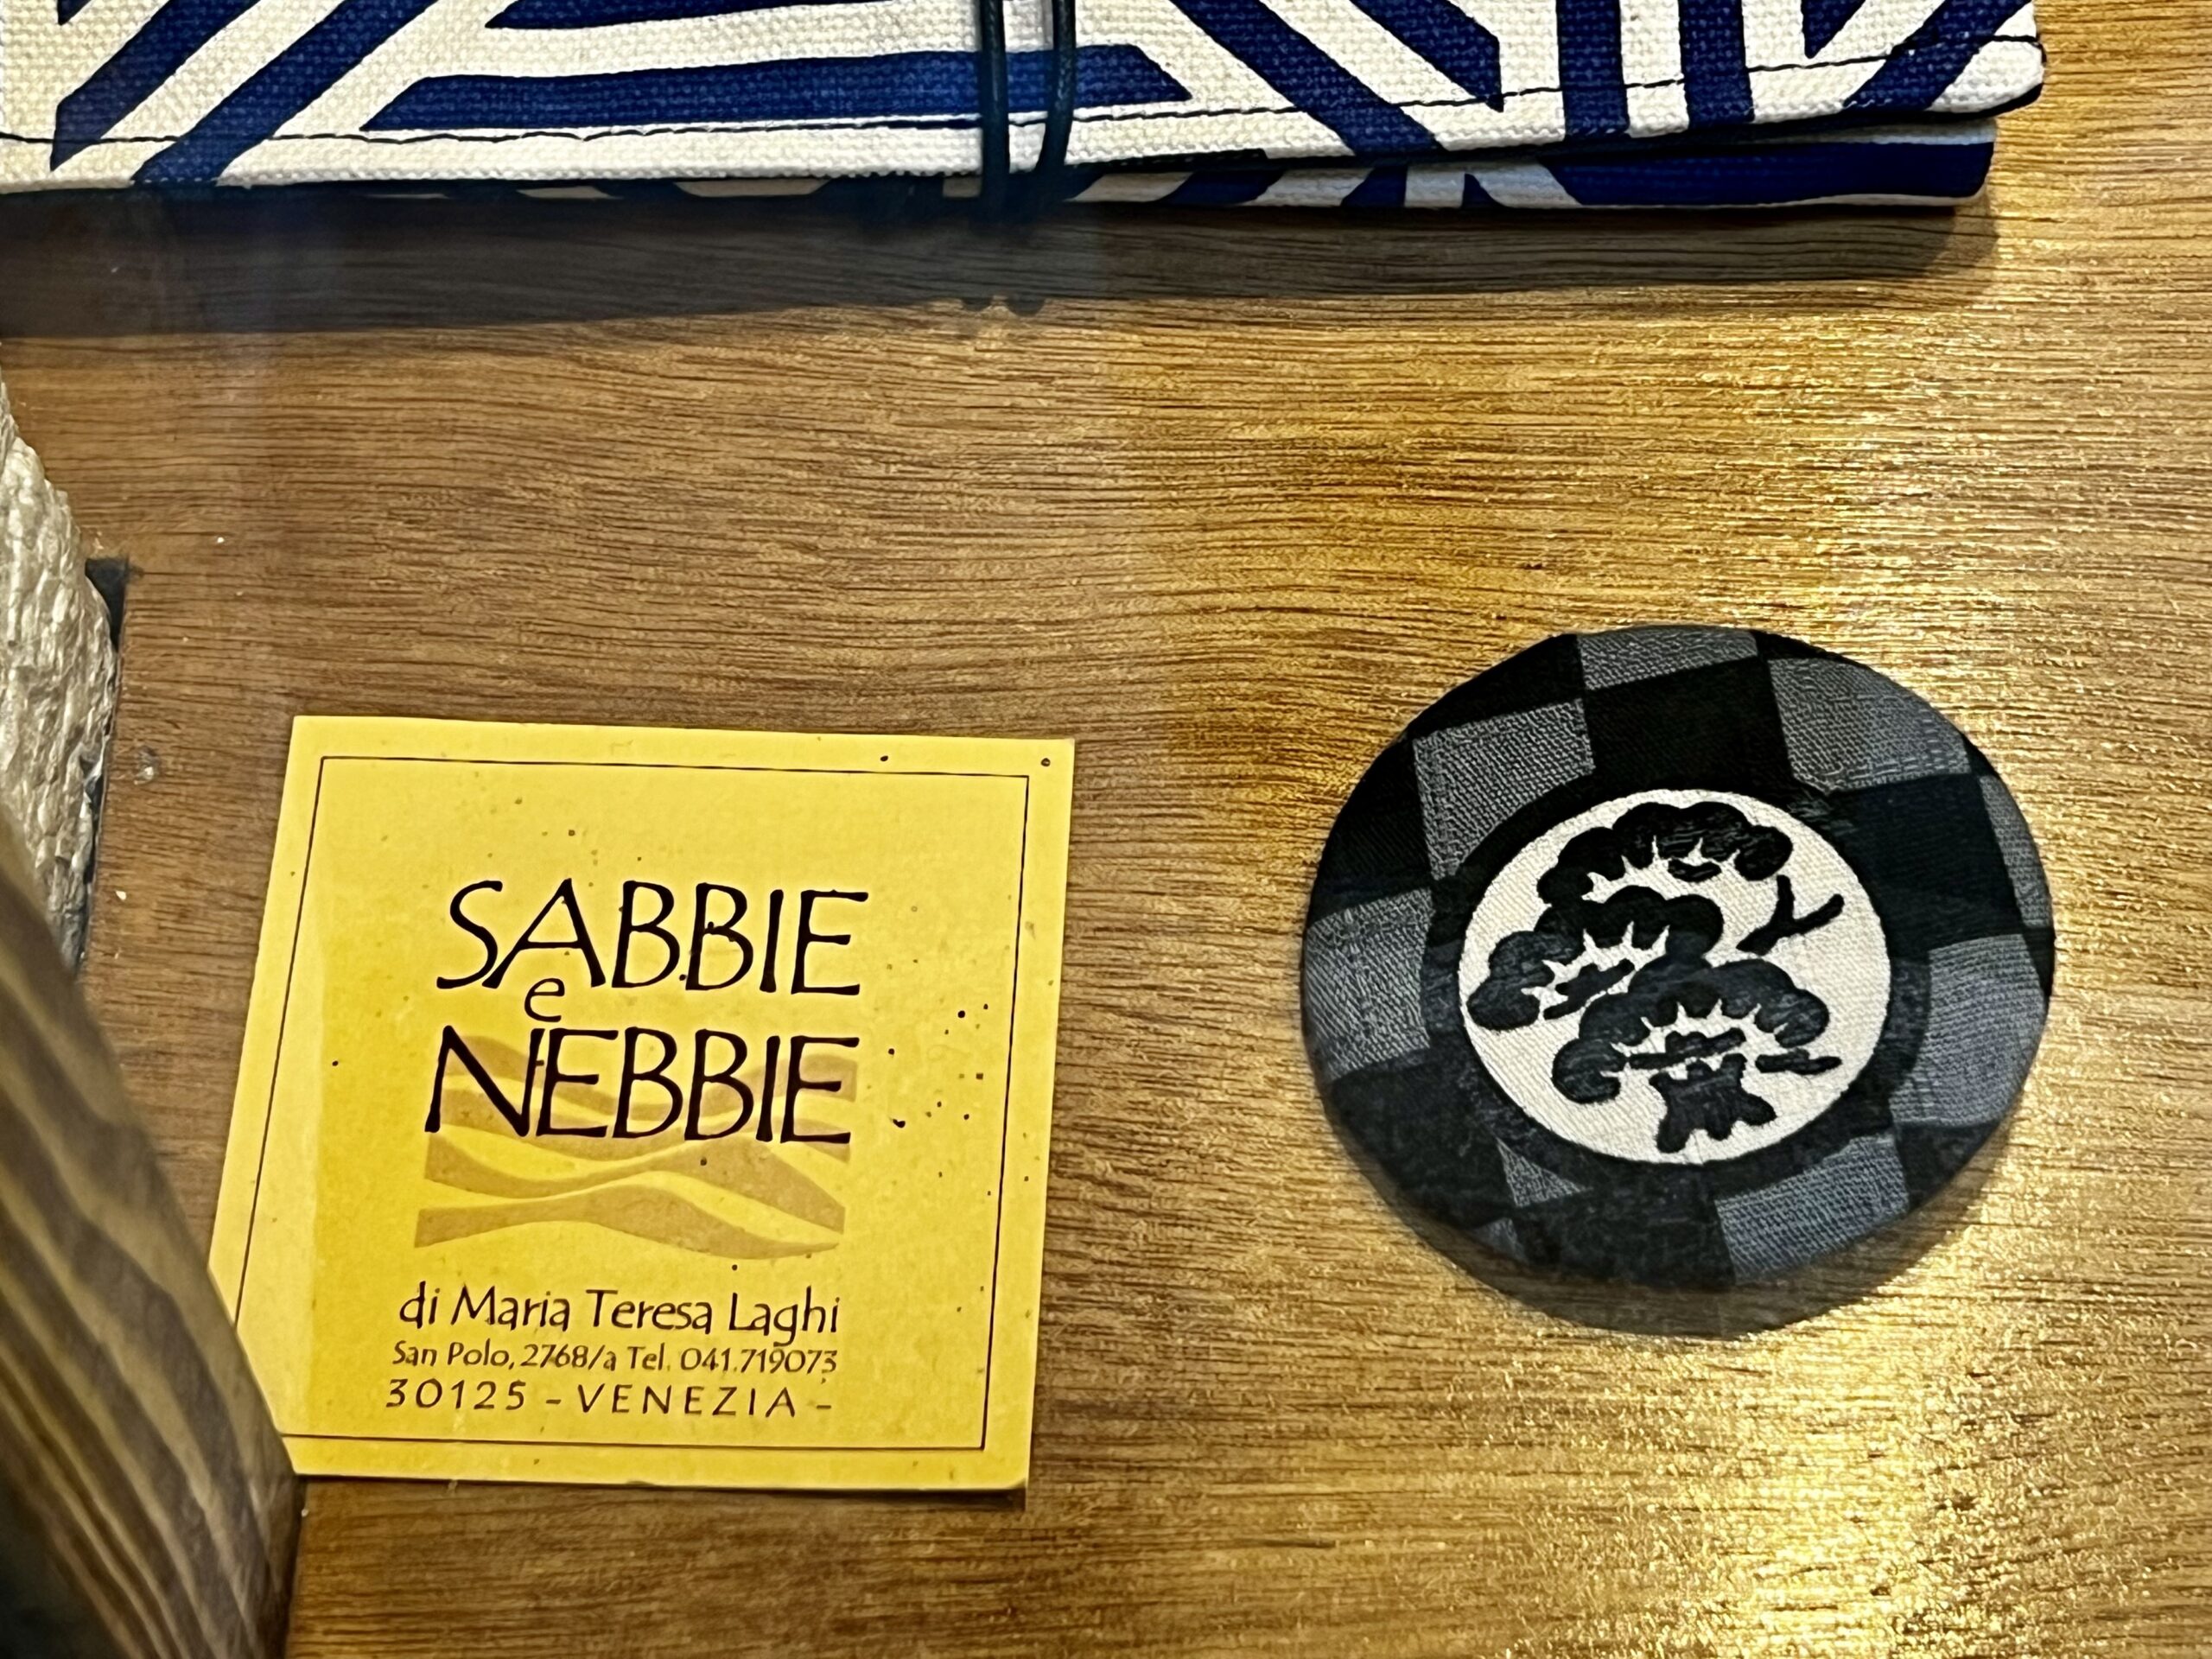 SABBIE
e
NEBBIE
di Maria Teresa Laghi
San Polo, 2768/a Tel. 041.719073
30125 - VENEZIA -